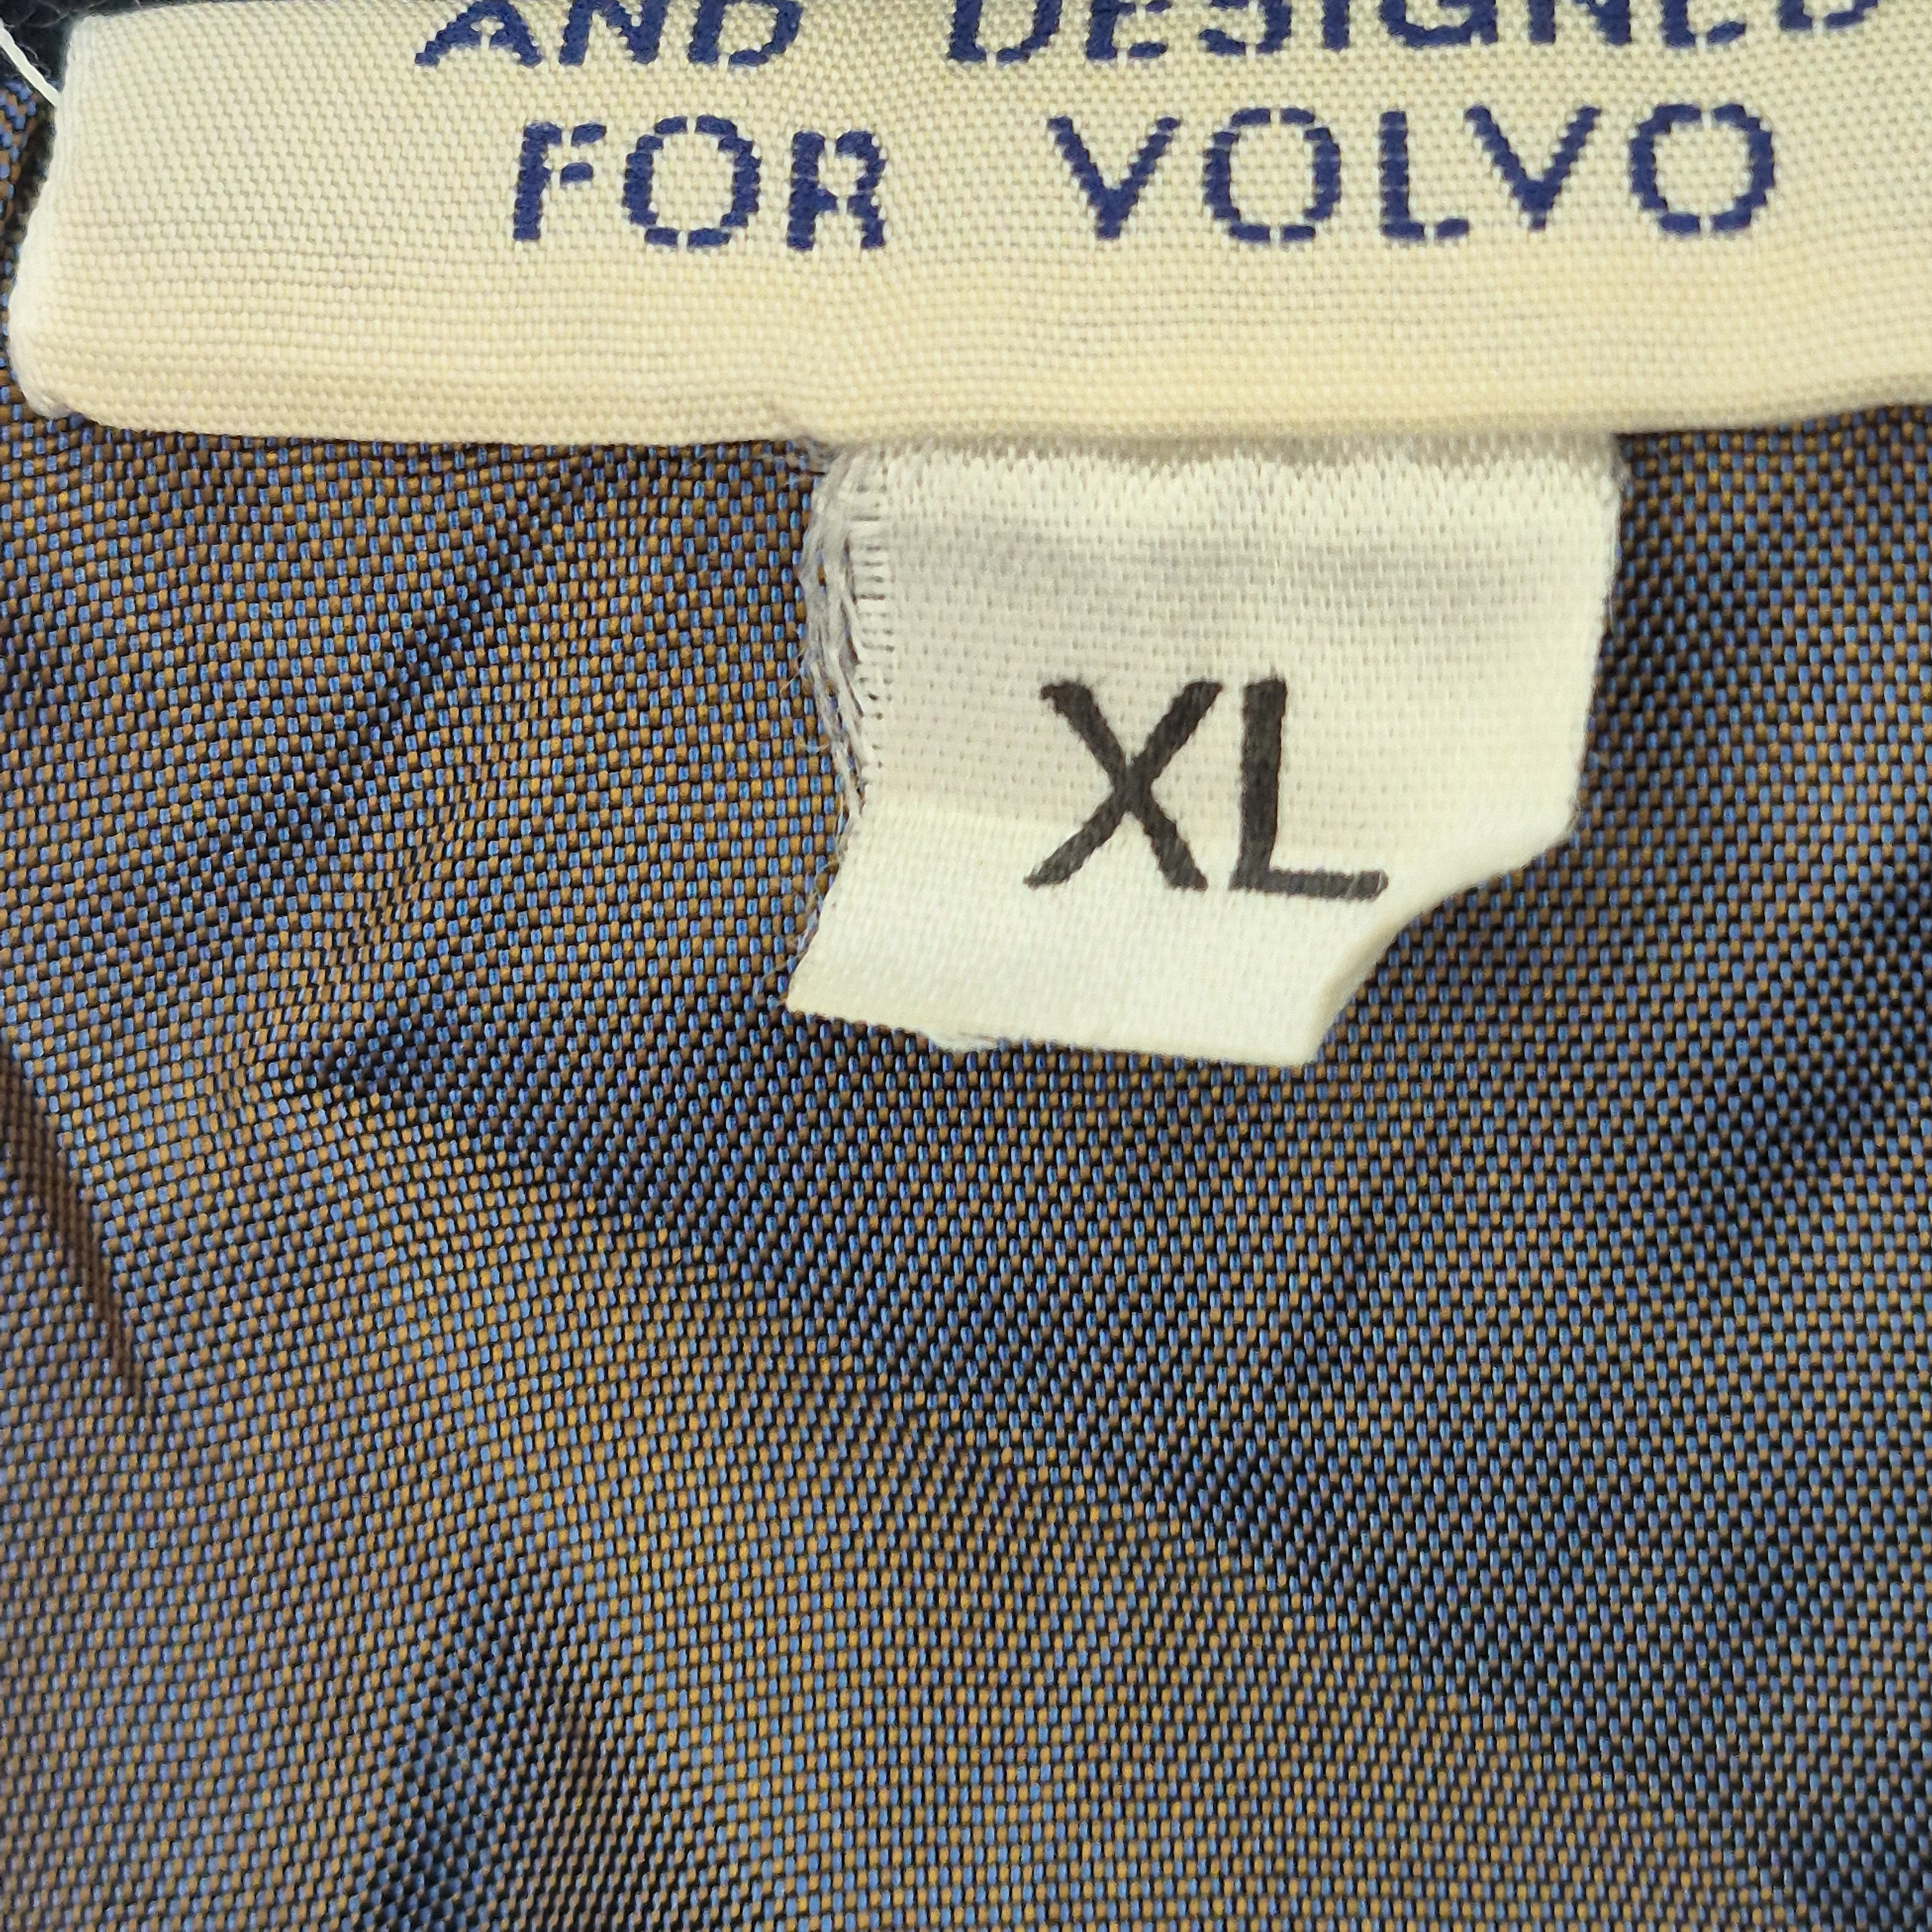 AND DESIGNED
FOR VOLVO
XL